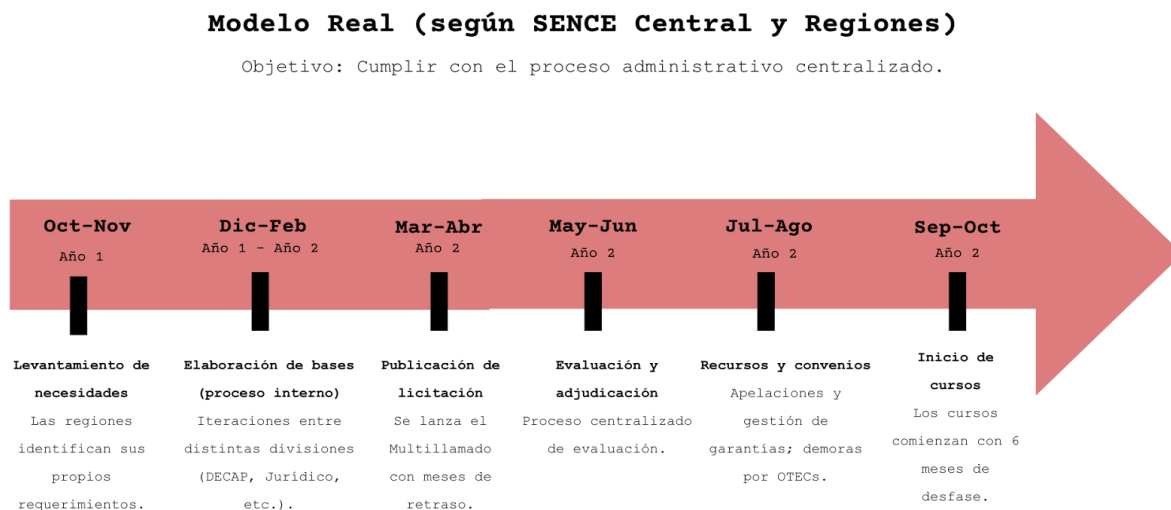 Modelo Real (según SENCE Central y Regiones)
Objetivo: Cumplir con el proceso administrativo centralizado.
Oct-Nov
Año 1
Levantamiento de
necesidades
Las regiones
identifican sus
propios
requerimientos.
Dic-Feb
Año 1 - Año 2
Elaboración de bases
(proceso interno)
Iteraciones entre
distintas divisiones
(DECAP, Jurídico,
etc.).
Mar-Abr
Año 2
Publicación de
licitación
Se lanza el
Multillamado
con meses de
retraso.
May-Jun
Año 2
Evaluación y
adjudicación
Proceso centralizado
de evaluación.
Jul-Ago
Año 2
Recursos y convenios
Apelaciones y
gestión de
garantías; demoras
por OTECs.
Sep-Oct
Año 2
Inicio de
cursos
Los cursos
comienzan con 6
meses de
desfase.